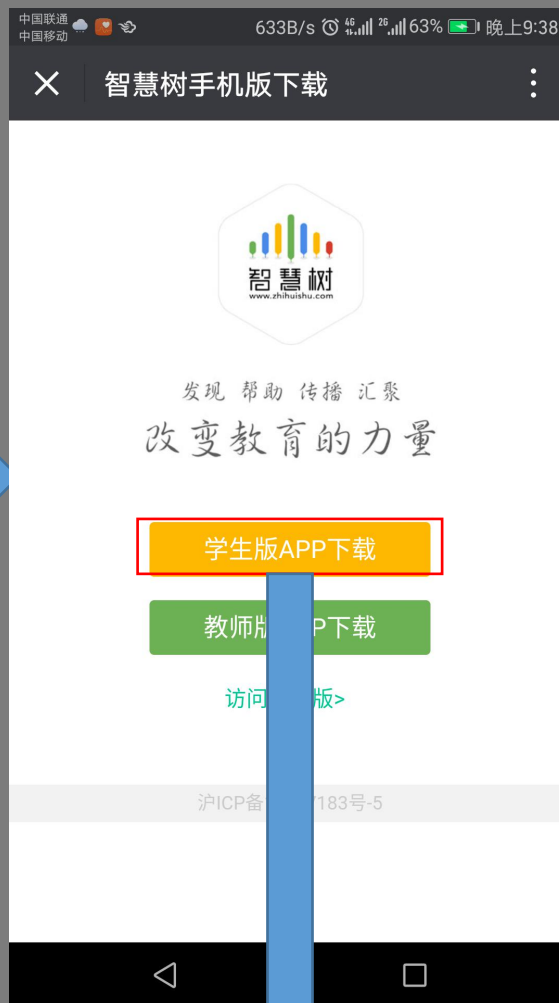 中国联通
中国移动
633B/s 4G 2G 63% 晚上9:38
智慧树手机版下载
智慧树
www.zhihuishu.com
发现 帮助 传播 汇聚
改变教育的力量
学生版APP下载
教师版 P下载
访问 版>
沪ICP备 183号-5